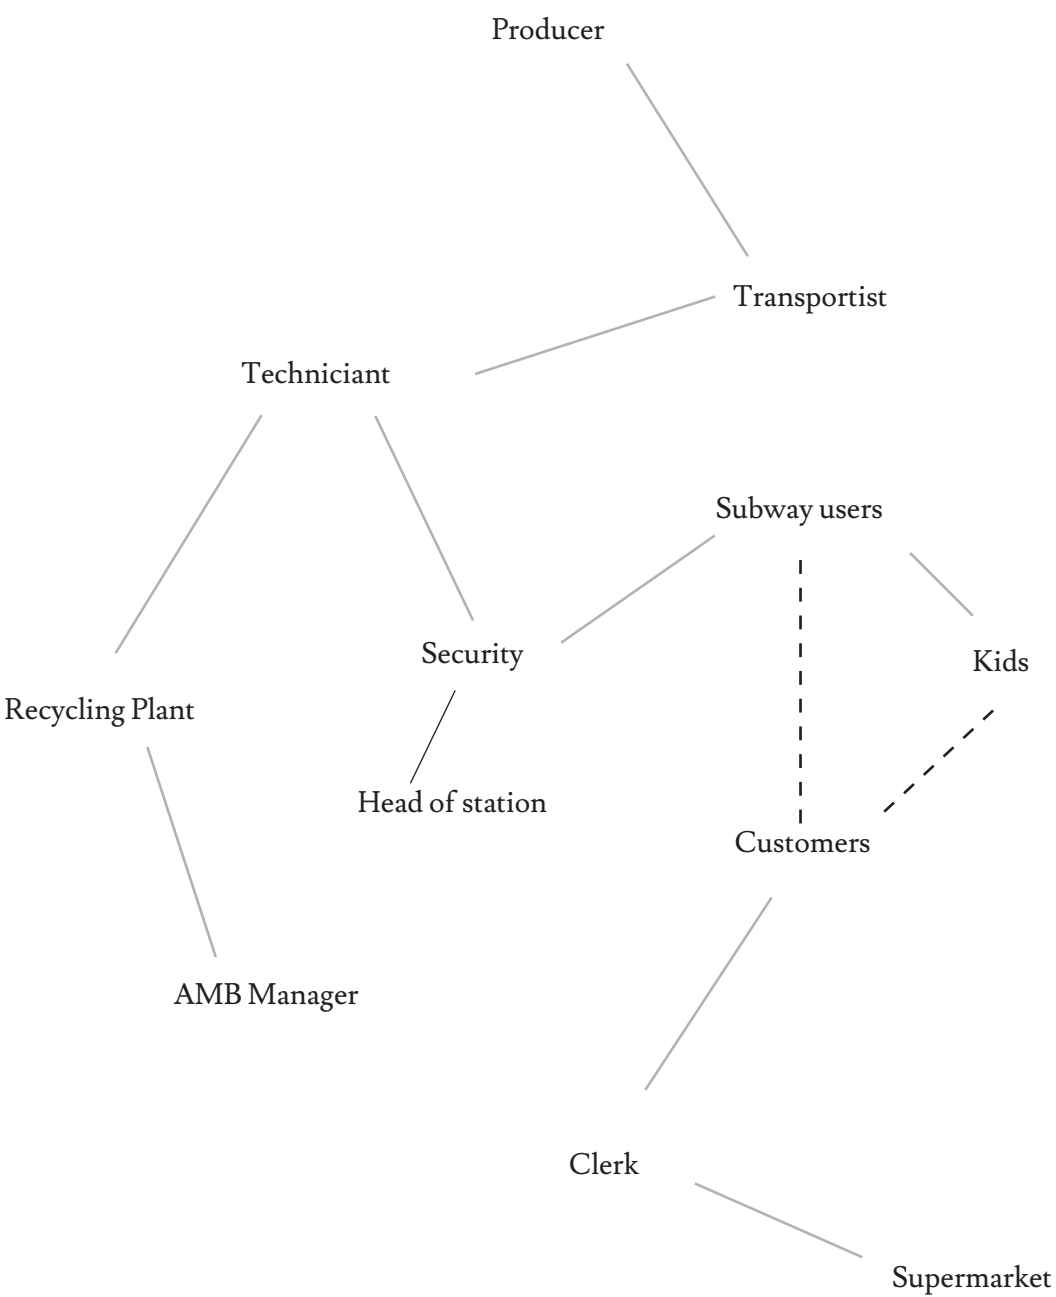 Producer
Transportist
Techniciant
Subway users
Security
Kids
Recycling Plant
Head of station
Customers
AMB Manager
Clerk
Supermarket